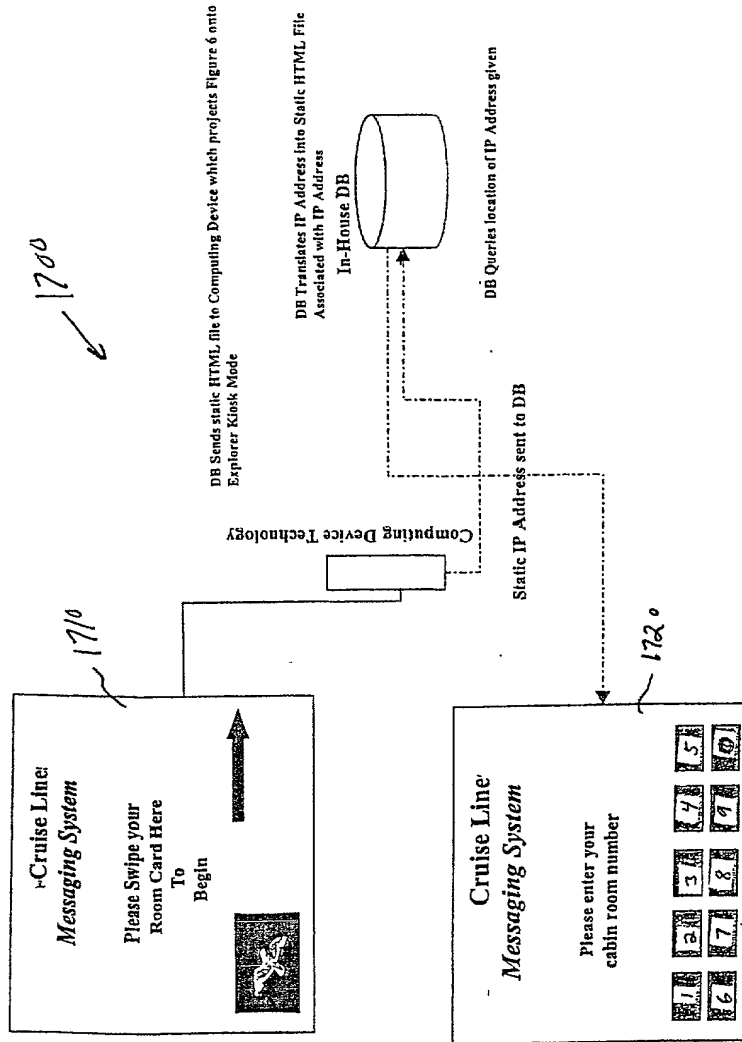 1700
DB Sends static HTML file to Computing Device which projects Figure 6 onto
Explorer Kiosk Mode
DB Translates IP Address into Static HTML File
Associated with IP Address
In-House DB
DB Queries location of IP Address given
Computing Device Technology
Static IP Address sent to DB
1710
Cruise Line
Messaging System
Please Swipe your
Room Card Here
To
Begin
1720
Cruise Line
Messaging System
Please enter your
cabin room number
1 2 3 4 5
6 7 8 9 0